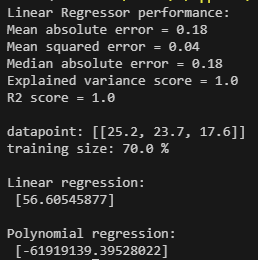 Linear Regressor performance:
Mean absolute error = 0.18
Mean squared error = 0.04
Median absolute error = 0.18
Explained variance score = 1.0
R2 score = 1.0
datapoint: [[25.2, 23.7, 17.6]]
training size: 70.0 %
Linear regression:
[56.60545877]
Polynomial regression:
[-61919139.39528022]